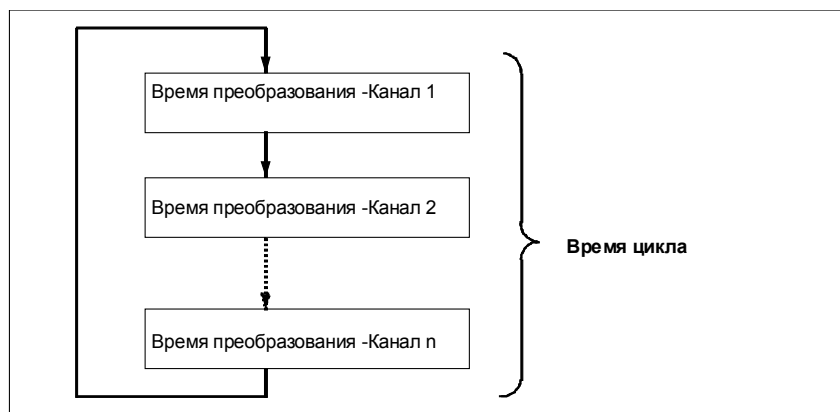 Время преобразования -Канал 1
Время преобразования -Канал 2
Время цикла
Время преобразования -Канал n